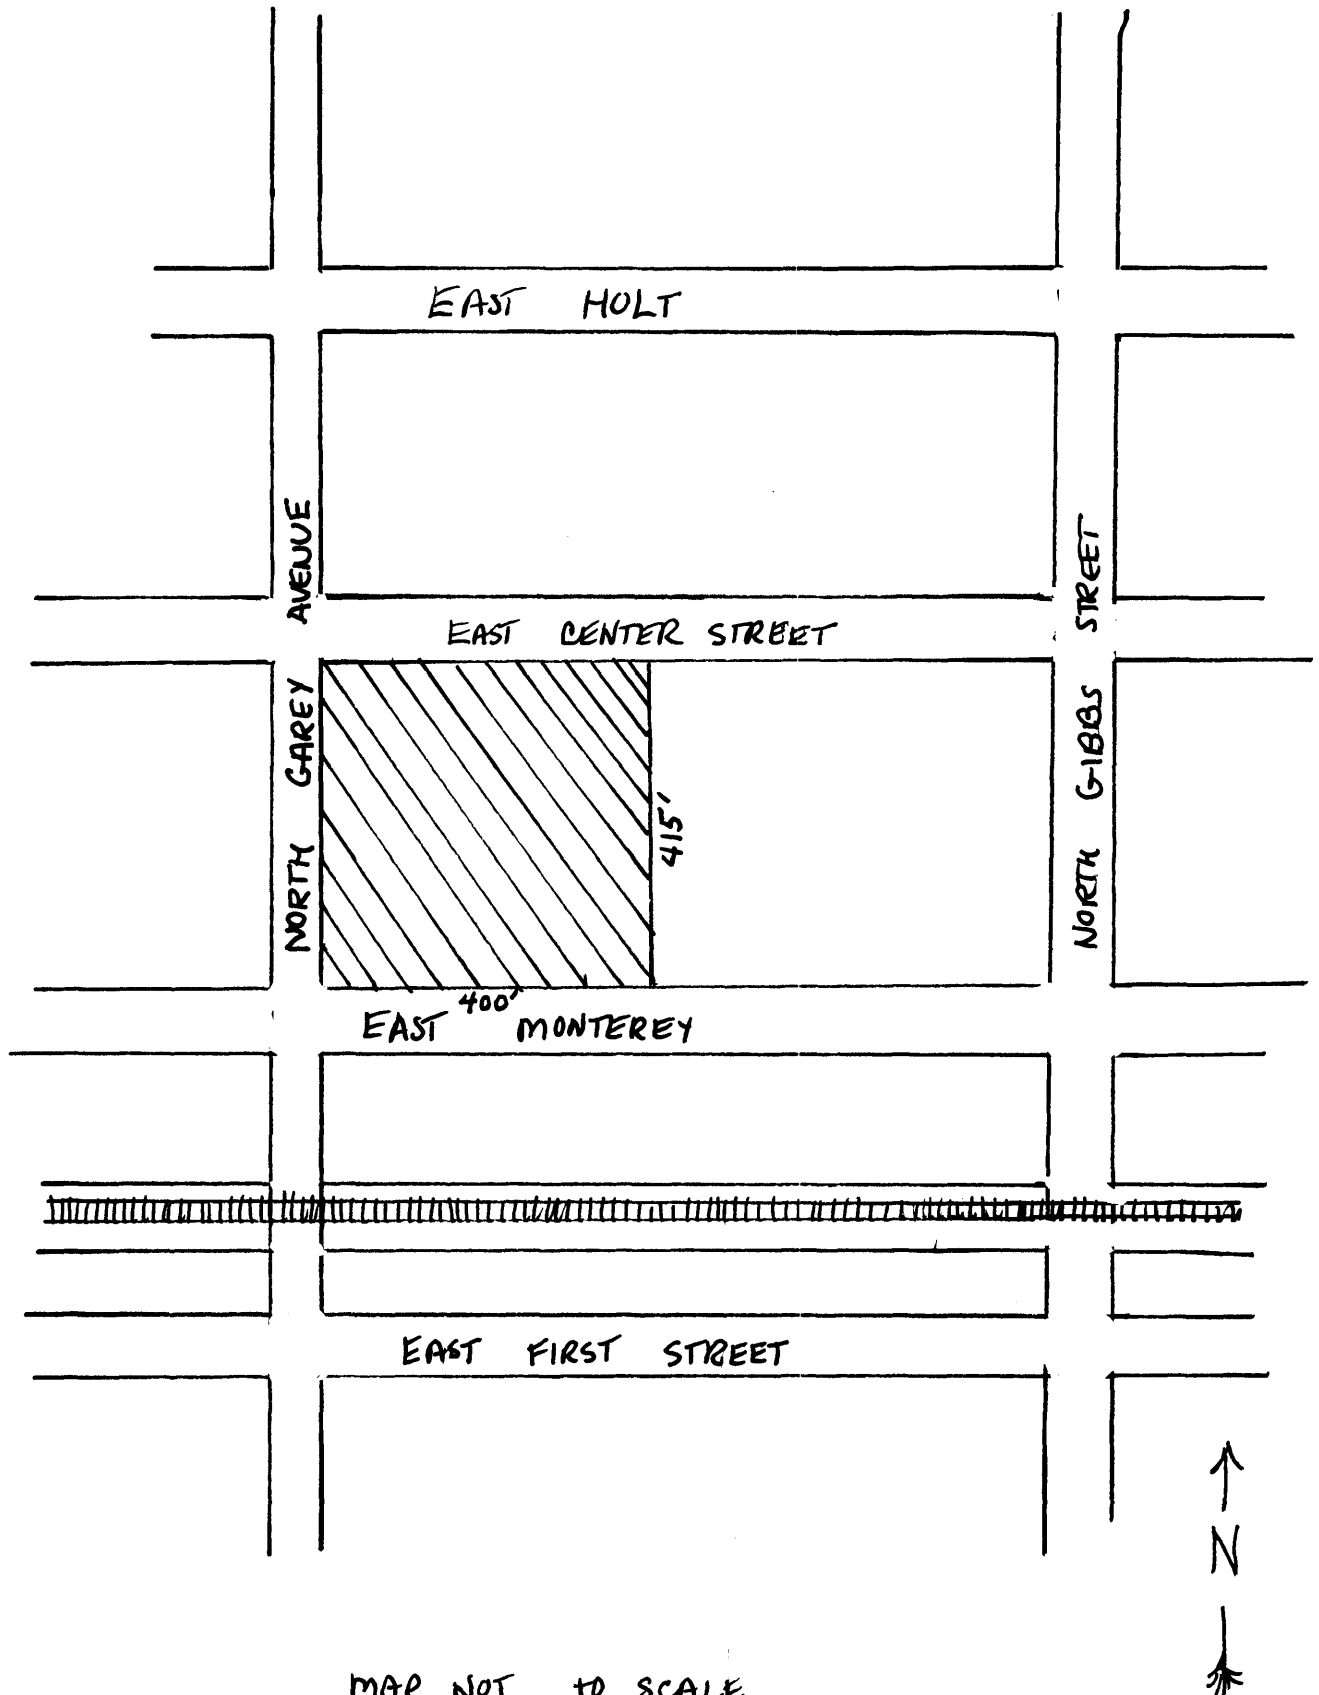 EAST HOLT
NORTH GAREY AVENUE
NORTH GIBBS STREET
EAST CENTER STREET
415'
400'
EAST MONTEREY
EAST FIRST STREET
N
MAP NOT TO SCALE